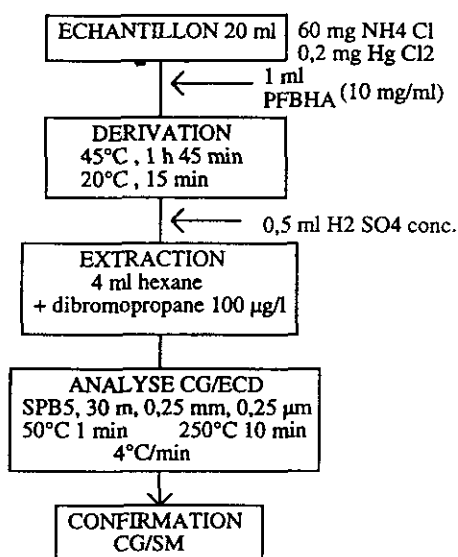 ECHANTILLON 20 ml
60 mg NH4 Cl
0,2 mg Hg Cl2
1 ml
PFBHA (10 mg/ml)
DERIVATION
45°C , 1 h 45 min
20°C , 15 min
0,5 ml H2 SO4 conc.
EXTRACTION
4 ml hexane
+ dibromopropane 100 µg/l
ANALYSE CG/ECD
SPB5, 30 m, 0,25 mm, 0,25 µm
50°C 1 min 250°C 10 min
4°C/min
CONFIRMATION
CG/SM